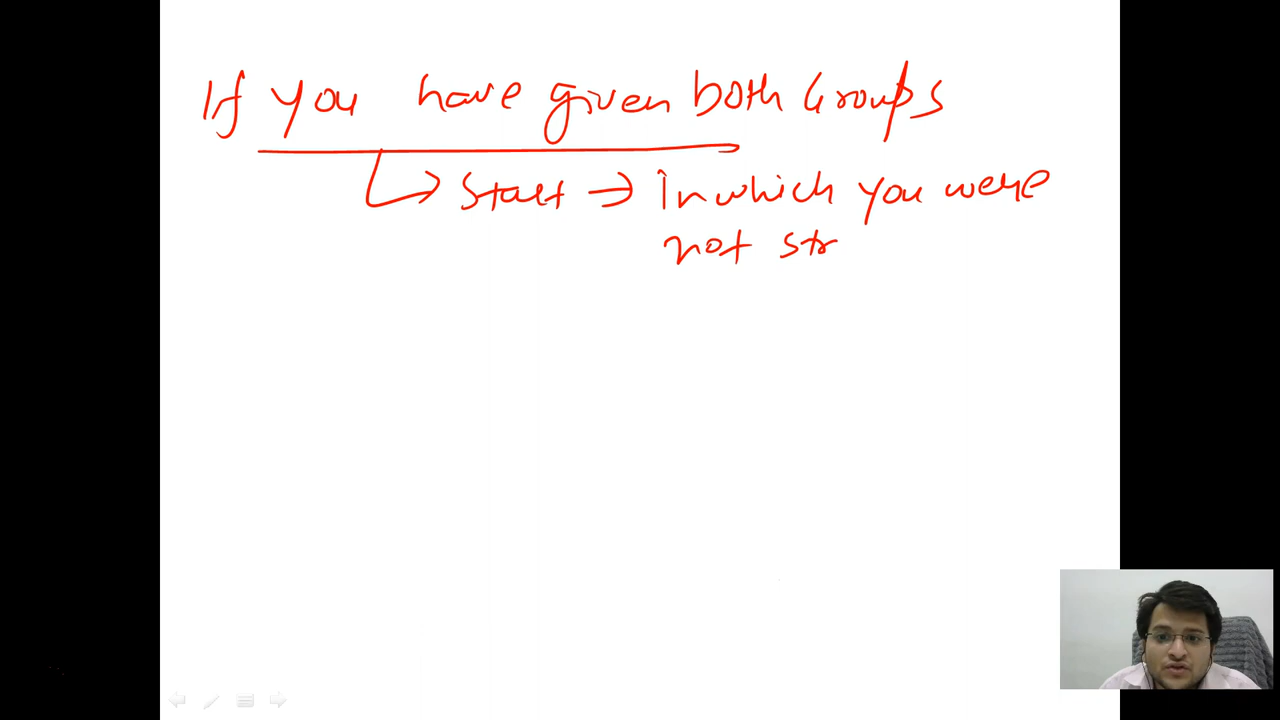 If you have given both Groups
↳ Start → In which you were
not str